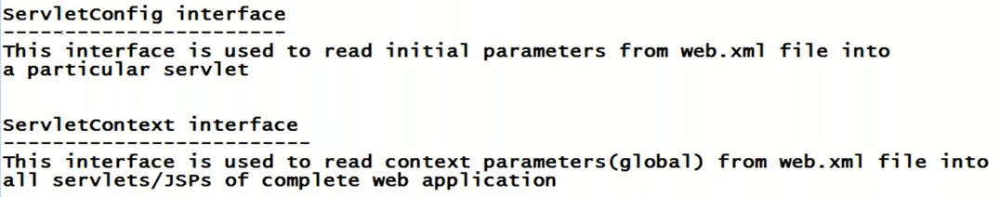 ServletConfig interface
-----------------------
This interface is used to read initial parameters from web.xml file into
a particular servlet
ServletContext interface
-------------------------
This interface is used to read context parameters(global) from web.xml file into
all servlets/JSPs of complete web application